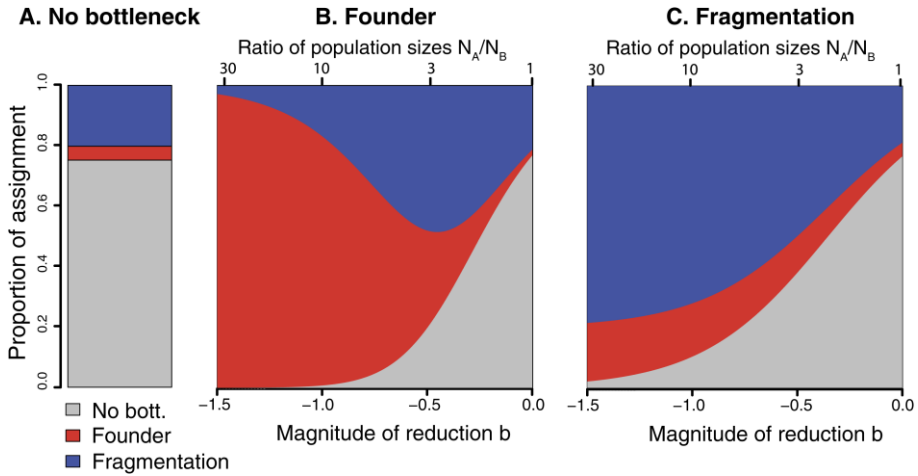 A. No bottleneck
B. Founder
C. Fragmentation
Ratio of population sizes N_A/N_B
30 10 3 1
Ratio of population sizes N_A/N_B
30 10 3 1
Proportion of assignment
1.0
0.8
0.6
0.4
0.2
0.0
−1.5 −1.0 −0.5 0.0
Magnitude of reduction b
−1.5 −1.0 −0.5 0.0
Magnitude of reduction b
No bott.
Founder
Fragmentation